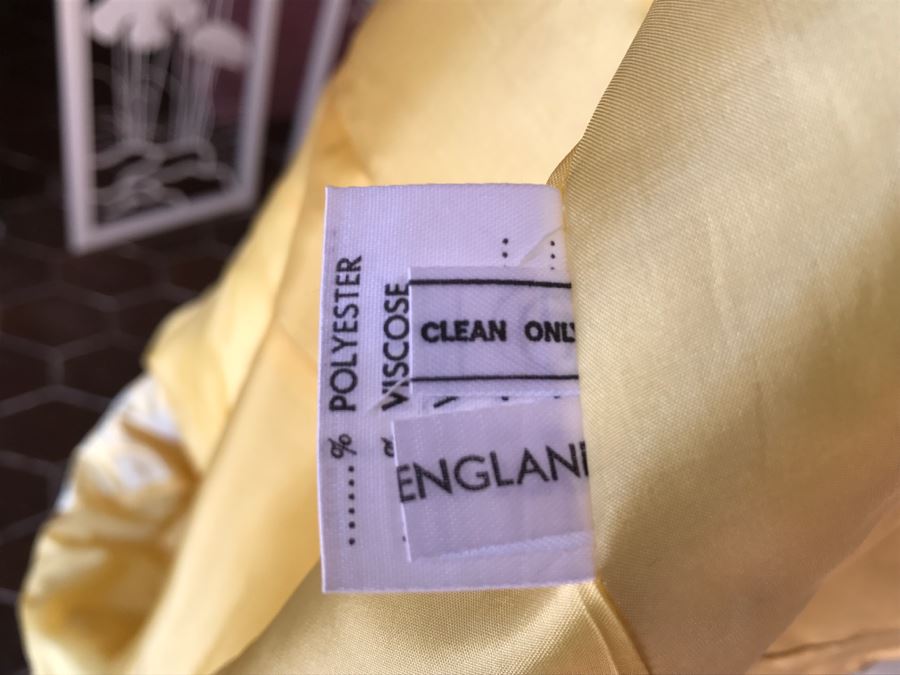 ......% POLYESTER
% VISCOSE
CLEAN ONLY
ENGLAND